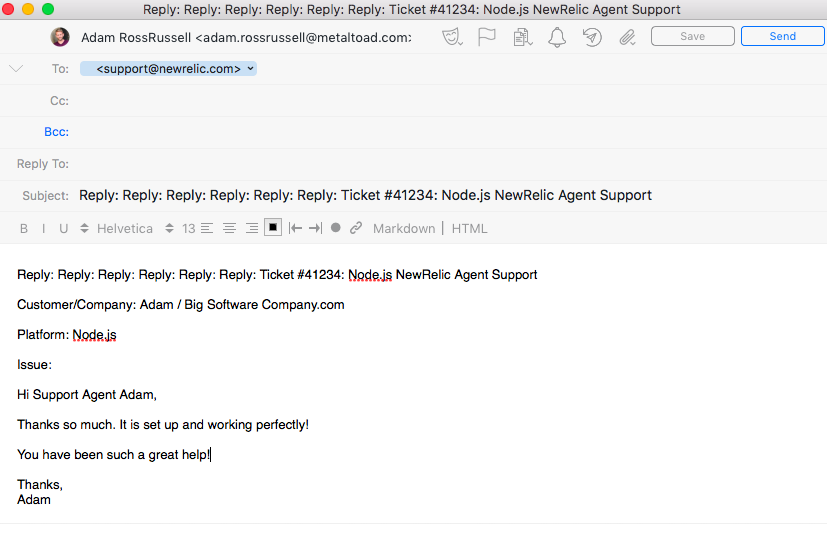 Reply: Reply: Reply: Reply: Reply: Reply: Ticket #41234: Node.js NewRelic Agent Support
Adam RossRussell <adam.rossrussell@metaltoad.com:
Save
Send
To: <support@newrelic.com>
Cc:
Bcc:
Reply To:
Subject: Reply: Reply: Reply: Reply: Reply: Reply: Ticket #41234: Node.js NewRelic Agent Support
B I U Helvetica 13 Markdown | HTML
Reply: Reply: Reply: Reply: Reply: Reply: Ticket #41234: Node.js NewRelic Agent Support
Customer/Company: Adam / Big Software Company.com
Platform: Node.js
Issue:
Hi Support Agent Adam,
Thanks so much. It is set up and working perfectly!
You have been such a great help!
Thanks,
Adam